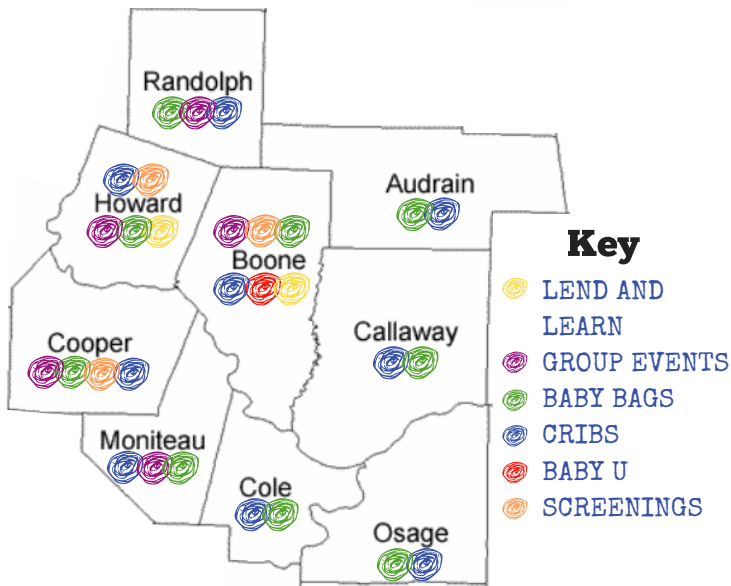 Randolph
Howard
Audrain
Boone
Cooper
Callaway
Moniteau
Cole
Osage
Key
LEND AND
LEARN
GROUP EVENTS
BABY BAGS
CRIBS
BABY U
SCREENINGS